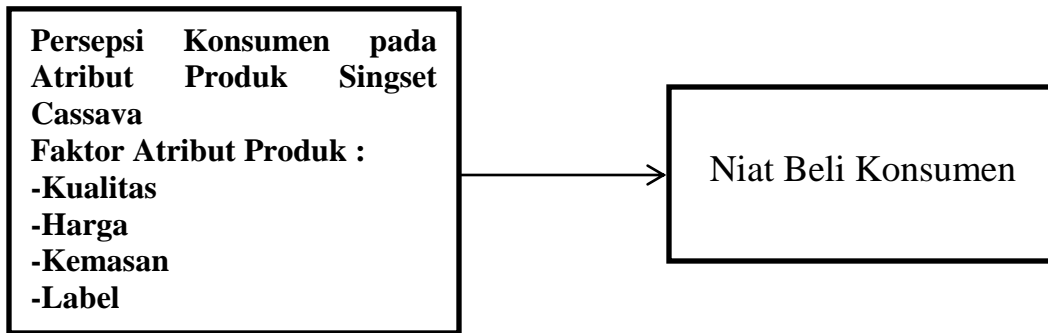 Persepsi Konsumen pada
Atribut Produk Singset
Cassava
Faktor Atribut Produk :
-Kualitas
-Harga
-Kemasan
-Label
Niat Beli Konsumen